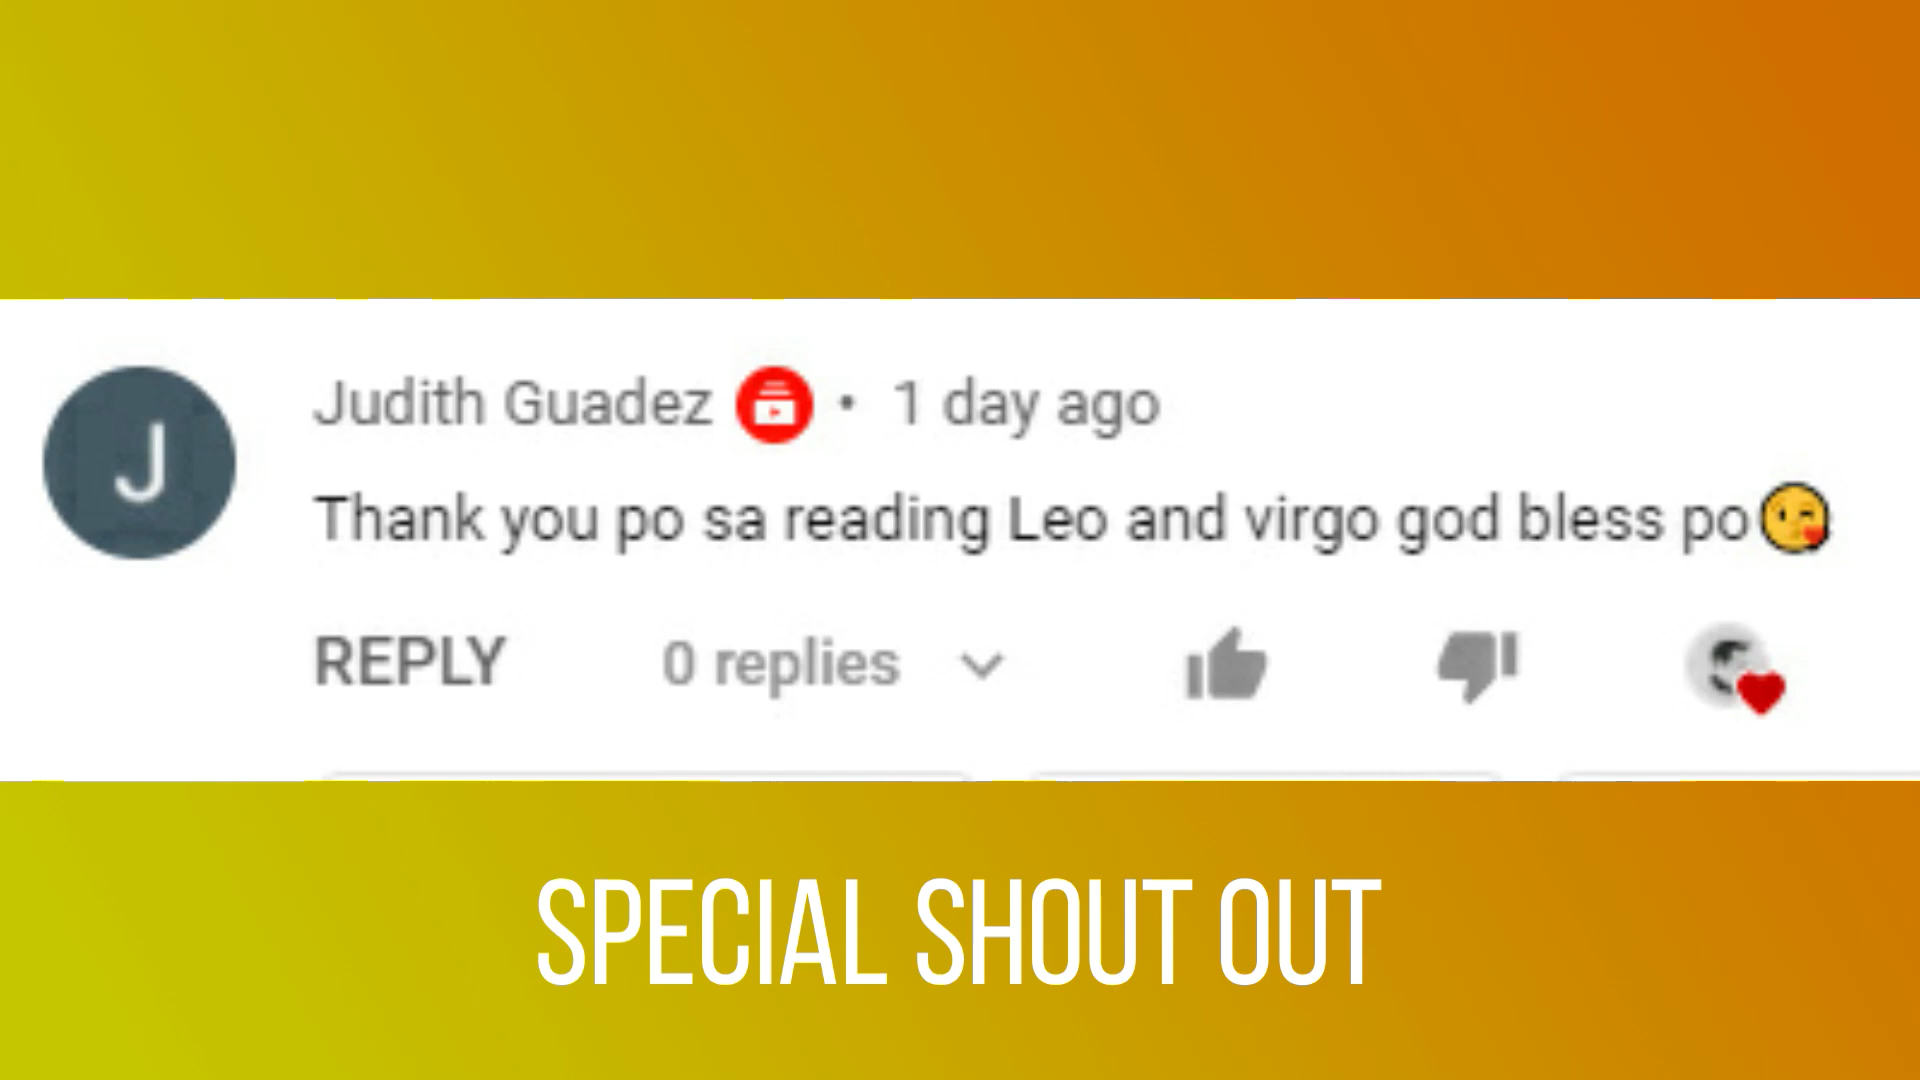 J
Judith Guadez • 1 day ago
Thank you po sa reading Leo and virgo god bless po😘
REPLY 0 replies
SPECIAL SHOUT OUT